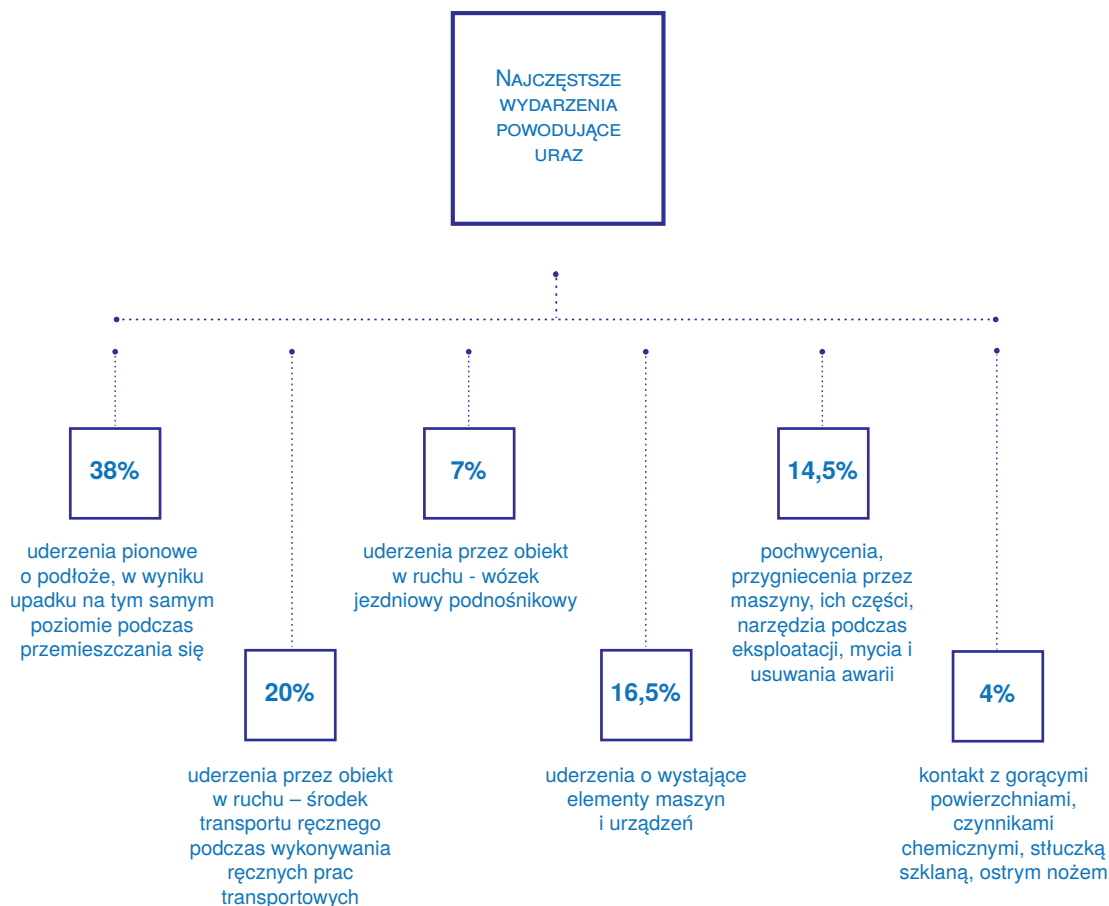 NAJCZĘSTSZE
WYDARZENIA
POWODUJĄCE
URAZ
38%
uderzenia pionowe
o podłoże, w wyniku
upadku na tym samym
poziomie podczas
przemieszczania się
20%
uderzenia przez obiekt
w ruchu – środek
transportu ręcznego
podczas wykonywania
ręcznych prac
transportowych
7%
uderzenia przez obiekt
w ruchu - wózek
jezdniowy podnośnikowy
16,5%
uderzenia o wystające
elementy maszyn
i urządzeń
14,5%
pochwycenia,
przygniecenia przez
maszyny, ich części,
narzędzia podczas
eksploatacji, mycia i
usuwania awarii
4%
kontakt z gorącymi
powierzchniami,
czynnikami
chemicznymi, stłuczką
szklaną, ostrym nożem